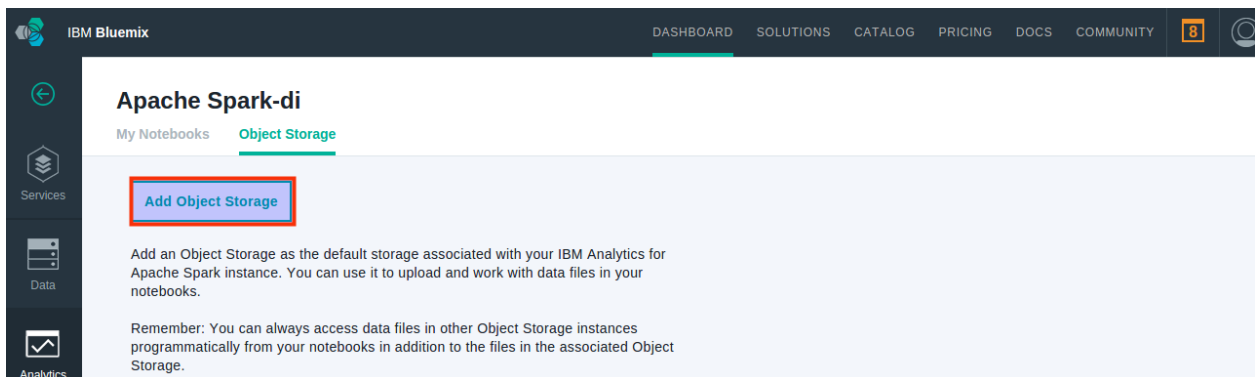 IBM Bluemix
DASHBOARD SOLUTIONS CATALOG PRICING DOCS COMMUNITY 8
Apache Spark-di
My Notebooks Object Storage
Services
Add Object Storage
Add an Object Storage as the default storage associated with your IBM Analytics for
Apache Spark instance. You can use it to upload and work with data files in your
notebooks.
Data
Remember: You can always access data files in other Object Storage instances
programmatically from your notebooks in addition to the files in the associated Object
Storage.
Analytics